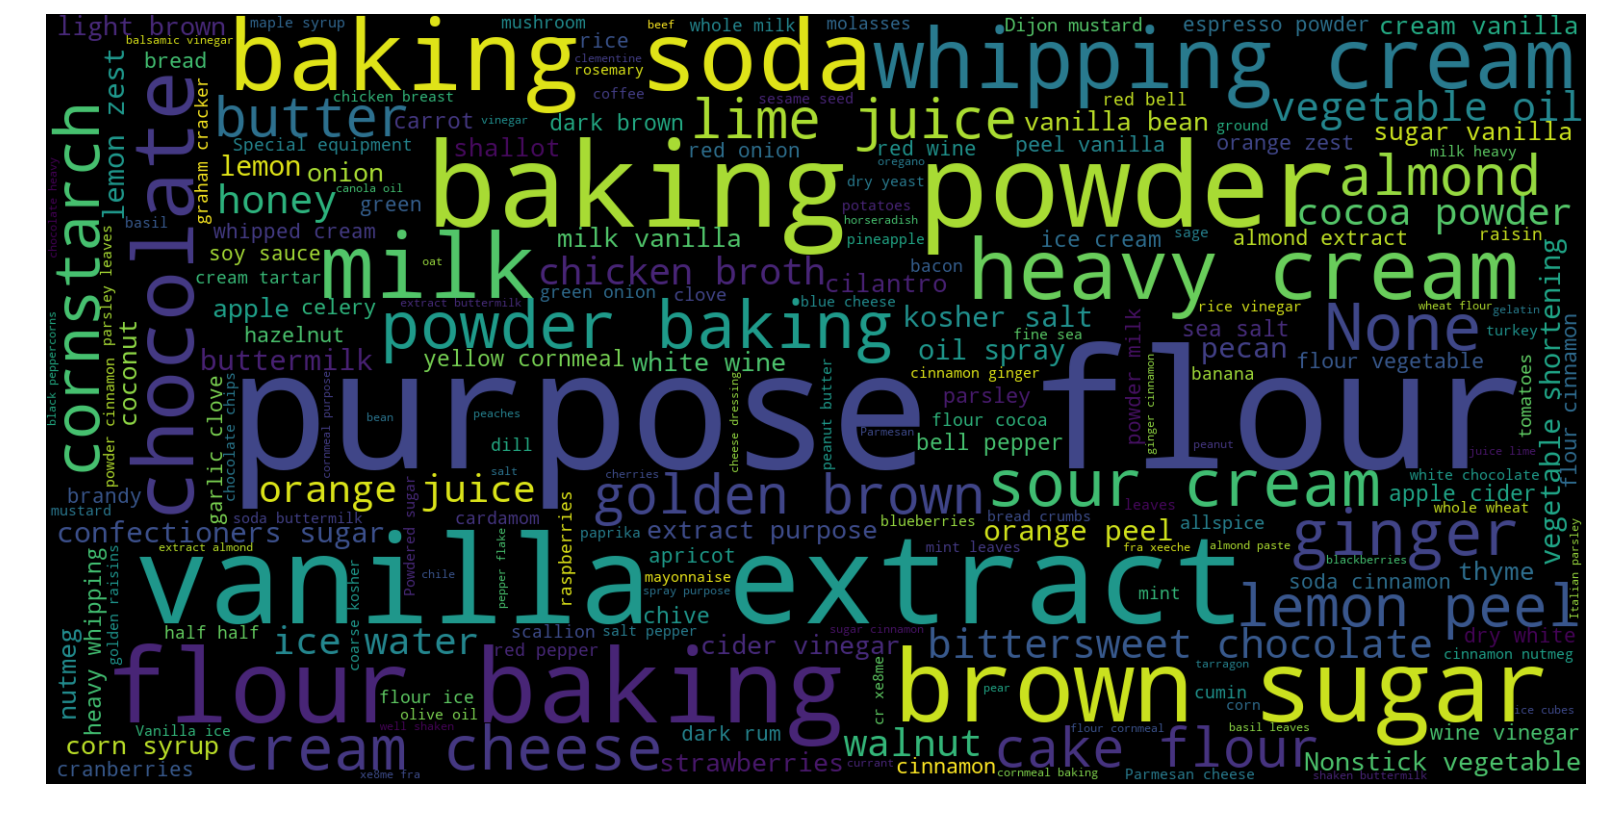 light brown
maple syrup
balsamic vinegar
bread
baking soda
mushroom
rice
beef
clementine
rosemary
whole milk
molasses
Dijon mustard
espresso powder
cream vanilla
whipping cream
lemon zest
chocolate
graham cracker
butter
chicken breast
carrot
vinegar
coffee
dark brown
sesame seed
lime juice
red bell
vanilla bean
ground
vegetable oil
sugar vanilla
orange zest
milk heavy
Special equipment
shallot
red onion
red wine
peel vanilla
oregano
cornstarch
chocolate heavy
lemon
onion
honey
canola oil
green
baking powder
dry yeast
potatoes
horseradish
almond
cocoa powder
basil
whipped cream
soy sauce
cream tartar
milk
oat
milk vanilla
pineapple
ice cream
sage
almond extract
raisin
chicken broth
cilantro
bacon
heavy cream
extract buttermilk
green onion
clove
blue cheese
rice vinegar
wheat flour
gelatin
apple
celery
hazelnut
powder baking
kosher salt
fine sea
sea salt
None
turkey
coconut
buttermilk
yellow cornmeal
white wine
oil spray
pecan
flour vegetable
black peppercorns
powder cinnamon
parsley leaves
garlic clove
chocolate chips
cornmeal purpose
bean
peaches
purpose flour
cinnamon ginger
parsley
flour cocoa
bell pepper
powder milk
ginger cinnamon
banana
peanut
tomatoes
vegetable shortening
flour cinnamon
dill
cheese dressing
peanut butter
Parmesan
juice lime
salt
cherries
brandy
mustard
orange juice
golden brown
sour cream
leaves
white chocolate
apple cider
whole wheat
confectioners sugar
soda buttermilk
cardamom
paprika
extract purpose
blueberries
bread crumbs
orange peel
allspice
ginger
extract almond
Powdered sugar
chile
pepper flake
raspberries
apricot
mayonnaise
spray purpose
mint leaves
fra xeeche
almond paste
blackberries
Italian parsley
vanilla extract
chive
mint
soda cinnamon
thyme
heavy whipping
golden raisins
nutmeg
half half
ice water
coarse kosher
scallion
salt pepper
red pepper
sugar cinnamon
cider vinegar
bittersweet chocolate
lemon peel
dry white
cinnamon nutmeg
flour baking
flour ice
olive oil
cr xe8me
brown sugar
tarragon
pear
cumin
corn
ice cubes
Vanilla ice
well shaken
dark rum
walnut
flour cornmeal
basil leaves
wine vinegar
corn syrup
cream cheese
cake flour
cranberries
xe8me fra
strawberries
currant
cinnamon
cornmeal baking
Parmesan cheese
Nonstick vegetable
shaken buttermilk